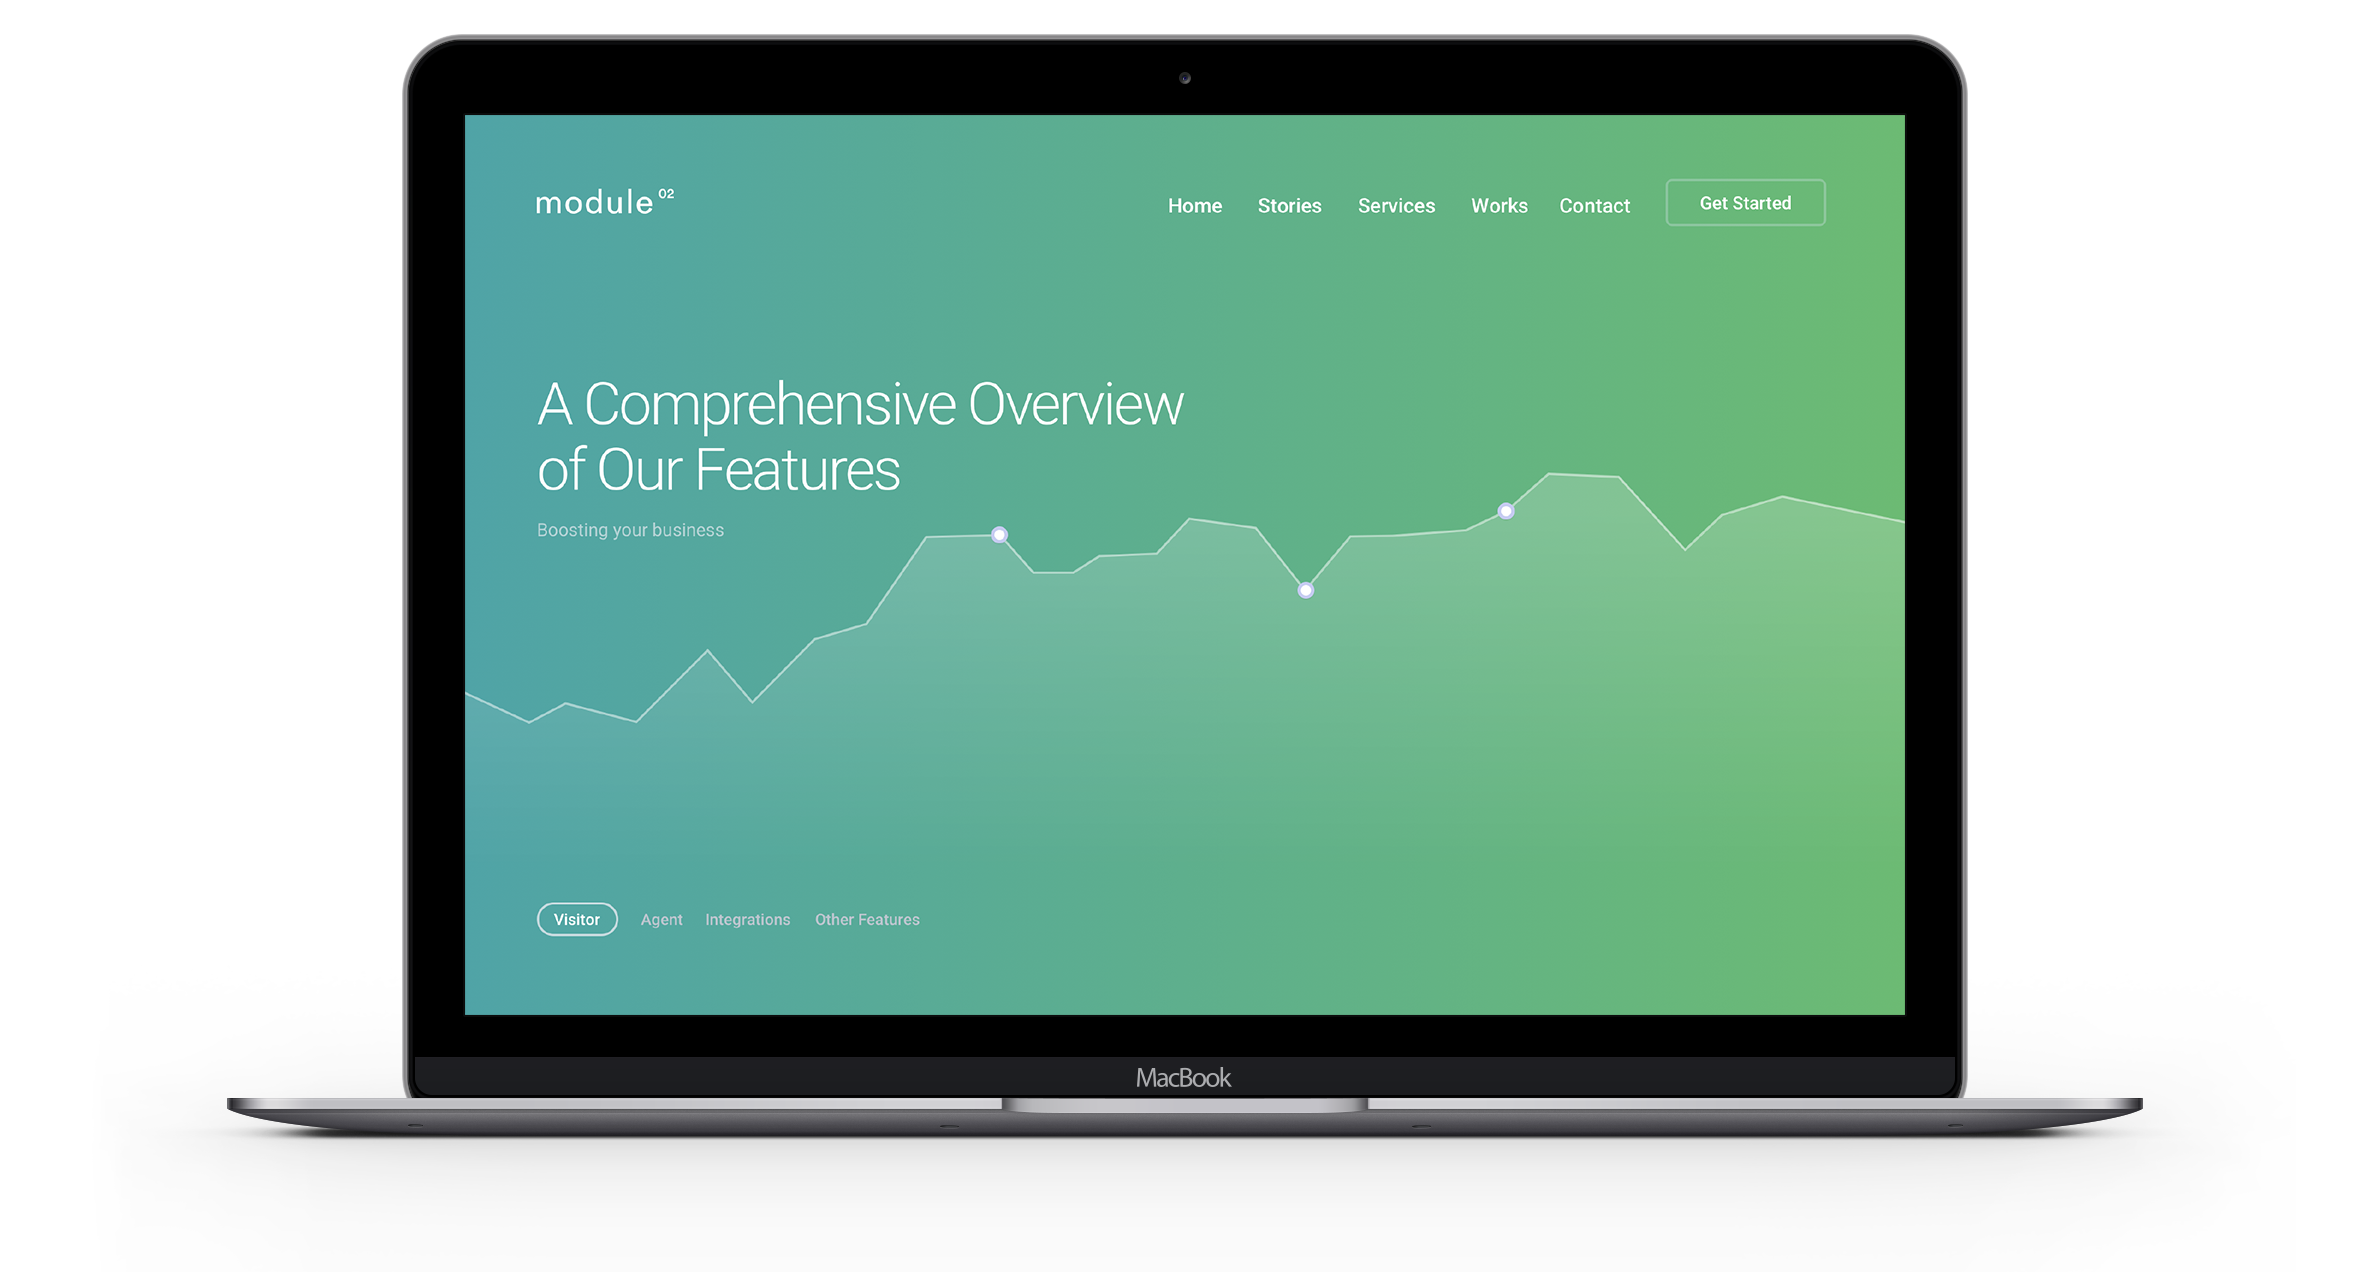 module 02
Home Stories Services Works Contact Get Started
A Comprehensive Overview
of Our Features
Boosting your business
Visitor Agent Integrations Other Features
MacBook